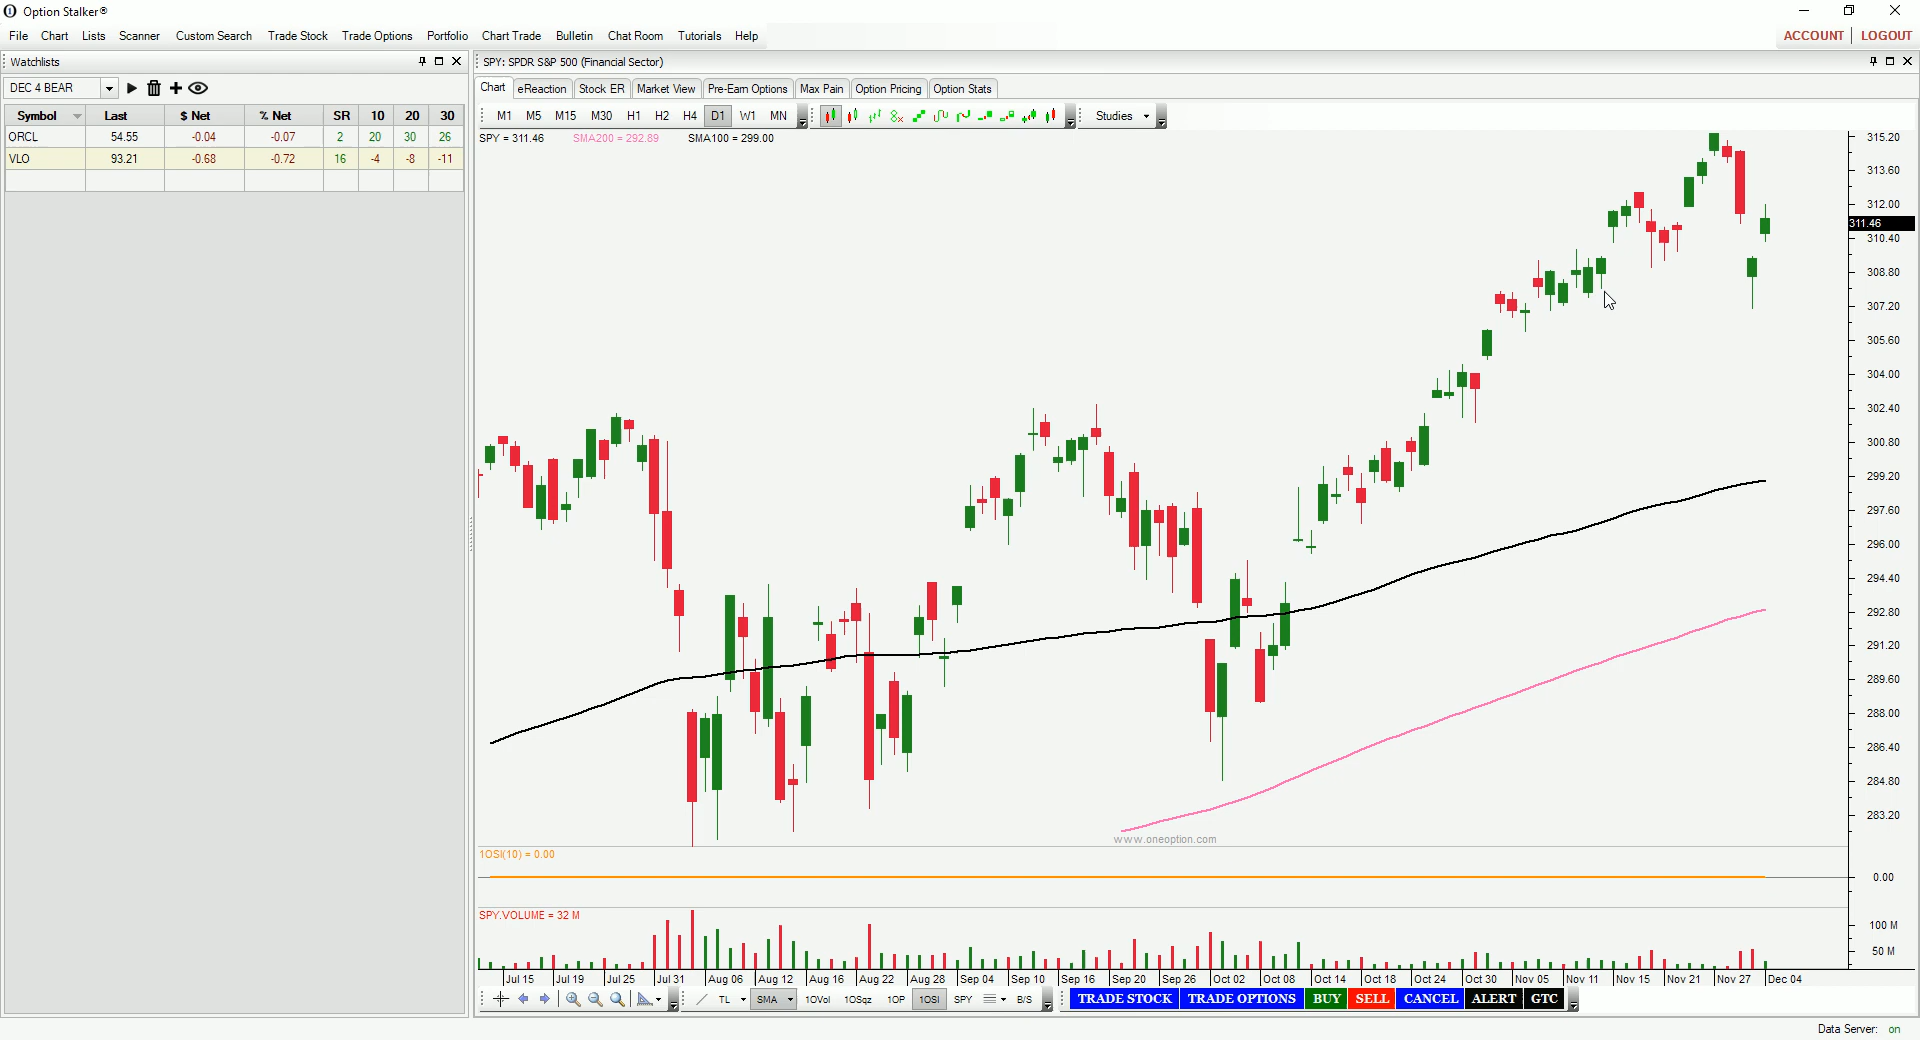 Option Stalker®
File Chart Lists Scanner Custom Search Trade Stock Trade Options Portfolio Chart Trade Bulletin Chat Room Tutorials Help ACCOUNT LOGOUT
Watchlists
SPY: SPDR S&P 500 (Financial Sector)
DEC 4 BEAR
Chart eReaction Stock ER Market View Pre-Earn Options Max Pain Option Pricing Option Stats
Symbol Last $ Net % Net SR 10 20 30
ORCL 54.55 -0.04 -0.07 2 20 30 26
VLO 93.21 -0.68 -0.72 16 -4 -8 -11
M1 M5 M15 M30 H1 H2 H4 D1 W1 MN Studies
SPY = 311.46 SMA200 = 292.89 SMA100 = 299.00
315.20
313.60
312.00
311.46
310.40
308.80
307.20
305.60
304.00
302.40
300.80
299.20
297.60
296.00
294.40
292.80
291.20
289.60
288.00
286.40
284.80
283.20
www.oneoption.com
1OSI(10) = 0.00
0.00
SPY.VOLUME = 32 M
100 M
50 M
Jul 15 Jul 19 Jul 25 Jul 31 Aug 06 Aug 12 Aug 16 Aug 22 Aug 28 Sep 04 Sep 10 Sep 16 Sep 20 Sep 26 Oct 02 Oct 08 Oct 14 Oct 18 Oct 24 Oct 30 Nov 05 Nov 11 Nov 15 Nov 21 Nov 27 Dec 04
TL SMA 1OVol 1OSqz 1OP 1OSI SPY B/S TRADE STOCK TRADE OPTIONS BUY SELL CANCEL ALERT GTC
Data Server: on